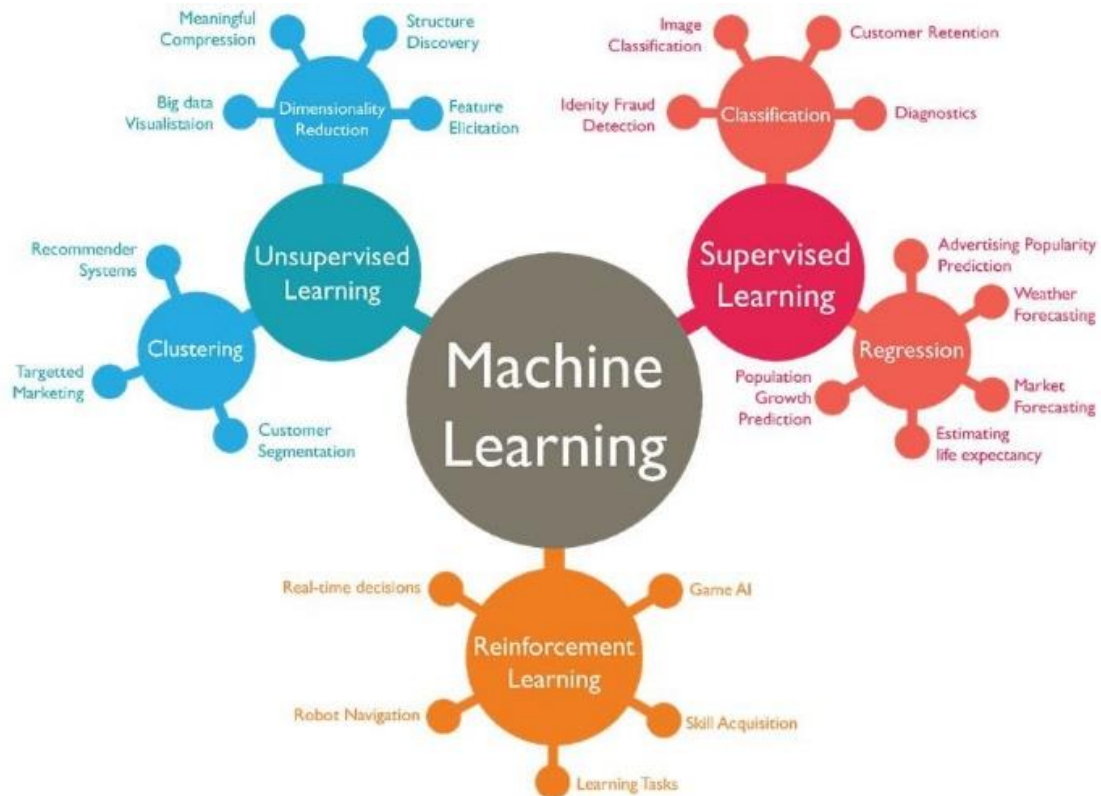 Meaningful
Compression
Structure
Discovery
Big data
Visualistaion
Dimensionality
Reduction
Feature
Elicitation
Image
Classification
Customer Retention
Idenity Fraud
Detection
Classification
Diagnostics
Recommender
Systems
Unsupervised
Learning
Supervised
Learning
Advertising Popularity
Prediction
Weather
Forecasting
Clustering
Machine
Learning
Regression
Targetted
Marketing
Population
Growth
Prediction
Market
Forecasting
Customer
Segmentation
Estimating
life expectancy
Real-time decisions
Game AI
Reinforcement
Learning
Robot Navigation
Skill Acquisition
Learning Tasks